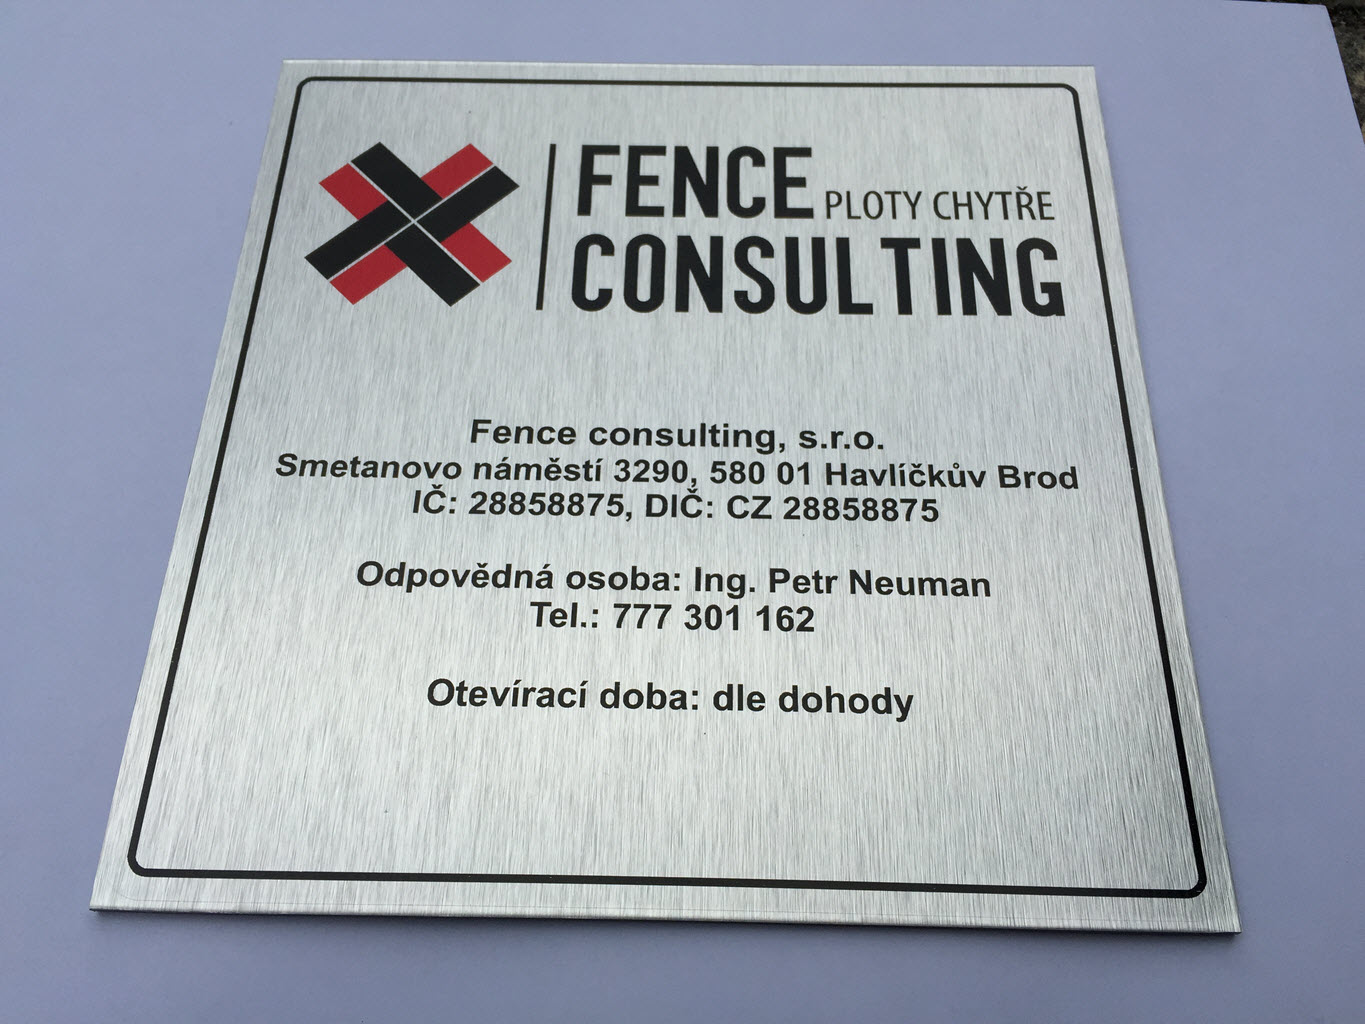 FENCE PLOTY CHYTŘE
CONSULTING
Fence consulting, s.r.o.
Smetanovo náměstí 3290, 580 01 Havlíčkův Brod
IČ: 28858875, DIČ: CZ 28858875
Odpovědná osoba: Ing. Petr Neuman
Tel.: 777 301 162
Otevírací doba: dle dohody